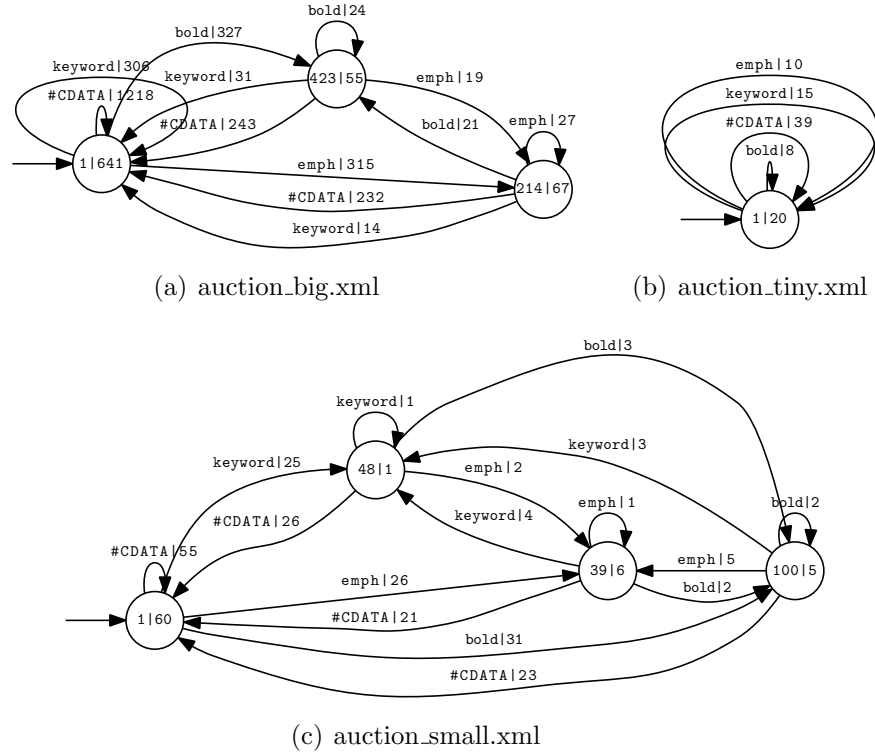 bold|24
bold|327
keyword|306
keyword|31
423|55
emph|19
#CDATA|1218
#CDATA|243
bold|21
emph|27
1|641
emph|315
214|67
#CDATA|232
keyword|14
(a) auction_big.xml
emph|10
keyword|15
#CDATA|39
bold|8
1|20
(b) auction_tiny.xml
bold|3
keyword|1
keyword|3
keyword|25
48|1
emph|2
#CDATA|26
keyword|4
emph|1
bold|2
#CDATA|55
emph|26
39|6
emph|5
100|5
bold|2
1|60
#CDATA|21
bold|31
#CDATA|23
(c) auction_small.xml